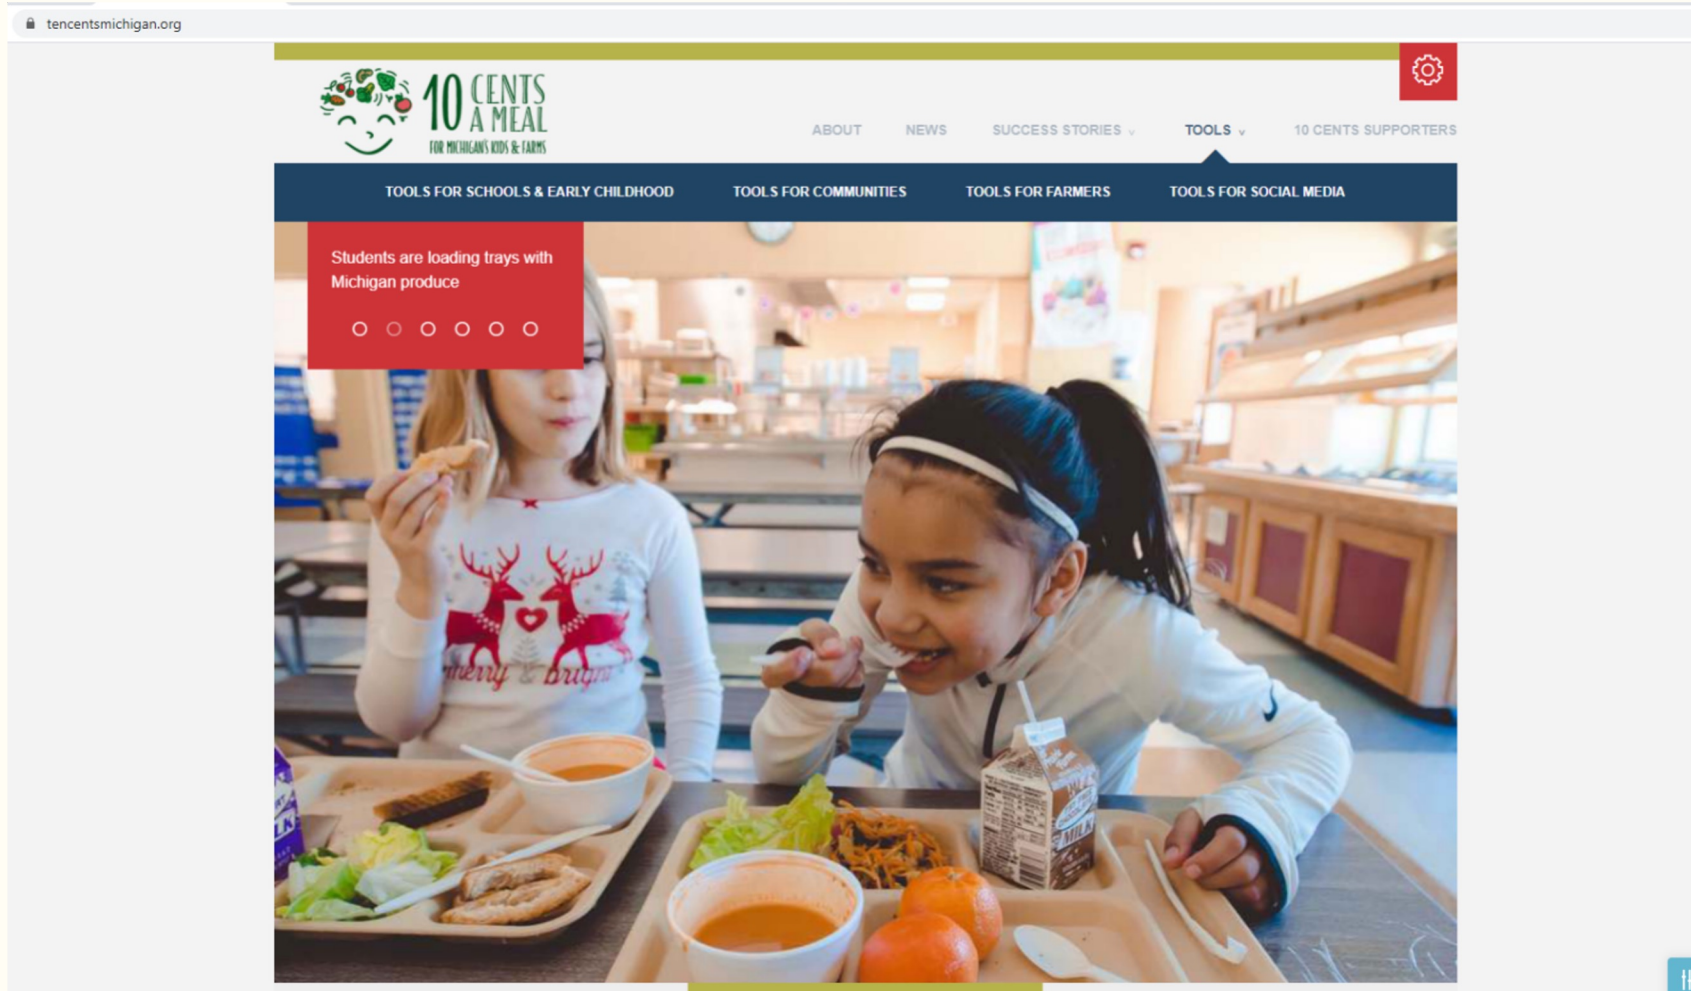 tencentsmichigan.org
10 CENTS
A MEAL
FOR MICHIGAN'S KIDS & FARMS
ABOUT NEWS SUCCESS STORIES v TOOLS v 10 CENTS SUPPORTERS
TOOLS FOR SCHOOLS & EARLY CHILDHOOD TOOLS FOR COMMUNITIES TOOLS FOR FARMERS TOOLS FOR SOCIAL MEDIA
Students are loading trays with
Michigan produce
merry & bright
MILK